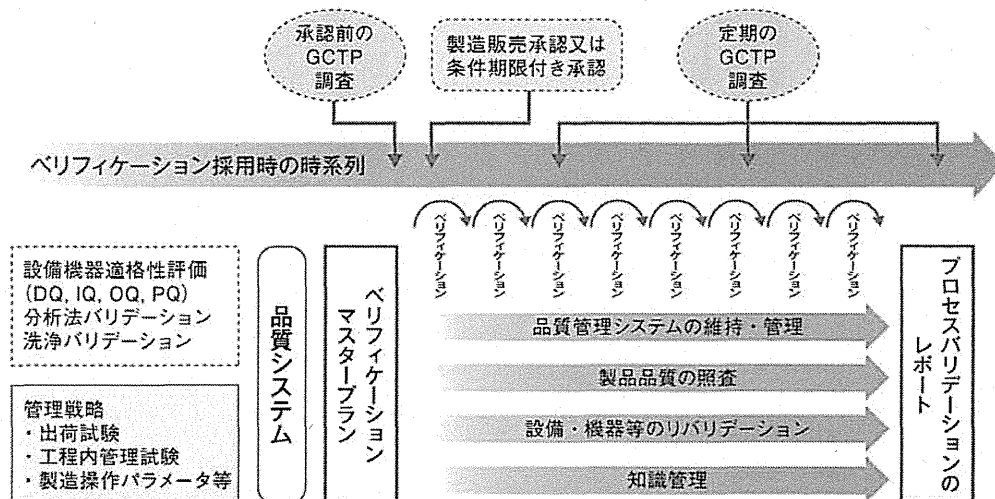 承認前の
GCTP
調査
製造販売承認又は
条件期限付き承認
定期の
GCTP
調査
ベリフィケーション採用時の時系列
ベリフィケーション
ベリフィケーション
ベリフィケーション
ベリフィケーション
ベリフィケーション
ベリフィケーション
ベリフィケーション
設備機器適格性評価
(DQ, IQ, OQ, PQ)
分析法バリデーション
洗浄バリデーション
管理戦略
・出荷試験
・工程内管理試験
・製造操作パラメータ等
品質システム
ベリフィケーション
マスタープラン
品質管理システムの維持・管理
製品品質の照査
設備・機器等のリバリデーション
知識管理
プロセスバリデーションの
レポート